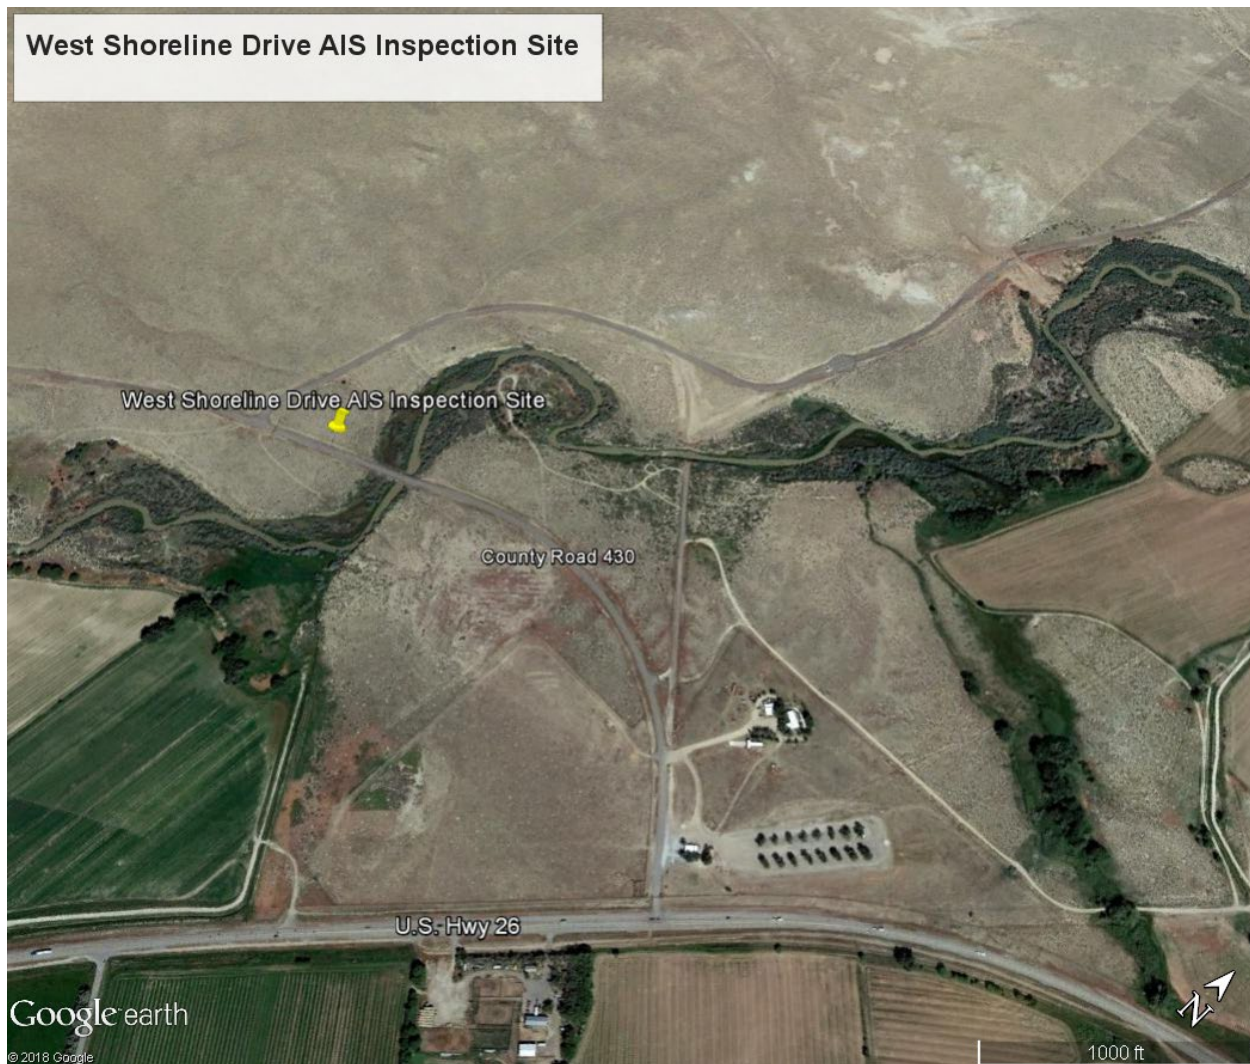 West Shoreline Drive AIS Inspection Site
West Shoreline Drive AIS Inspection Site
County Road 430
U.S. Hwy 26
Google earth
N
© 2018 Google
1000 ft